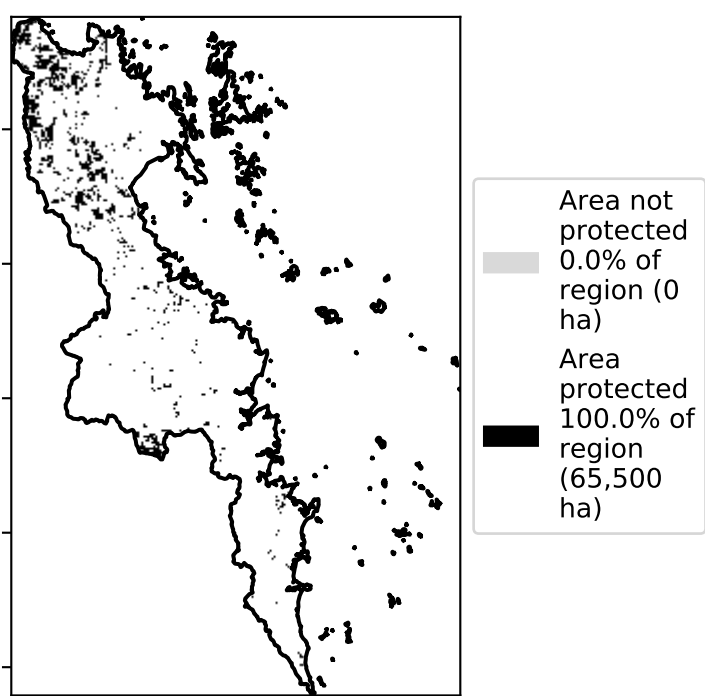 Area not
protected
0.0% of
region (0
ha)
Area
protected
100.0% of
region
(65,500
ha)